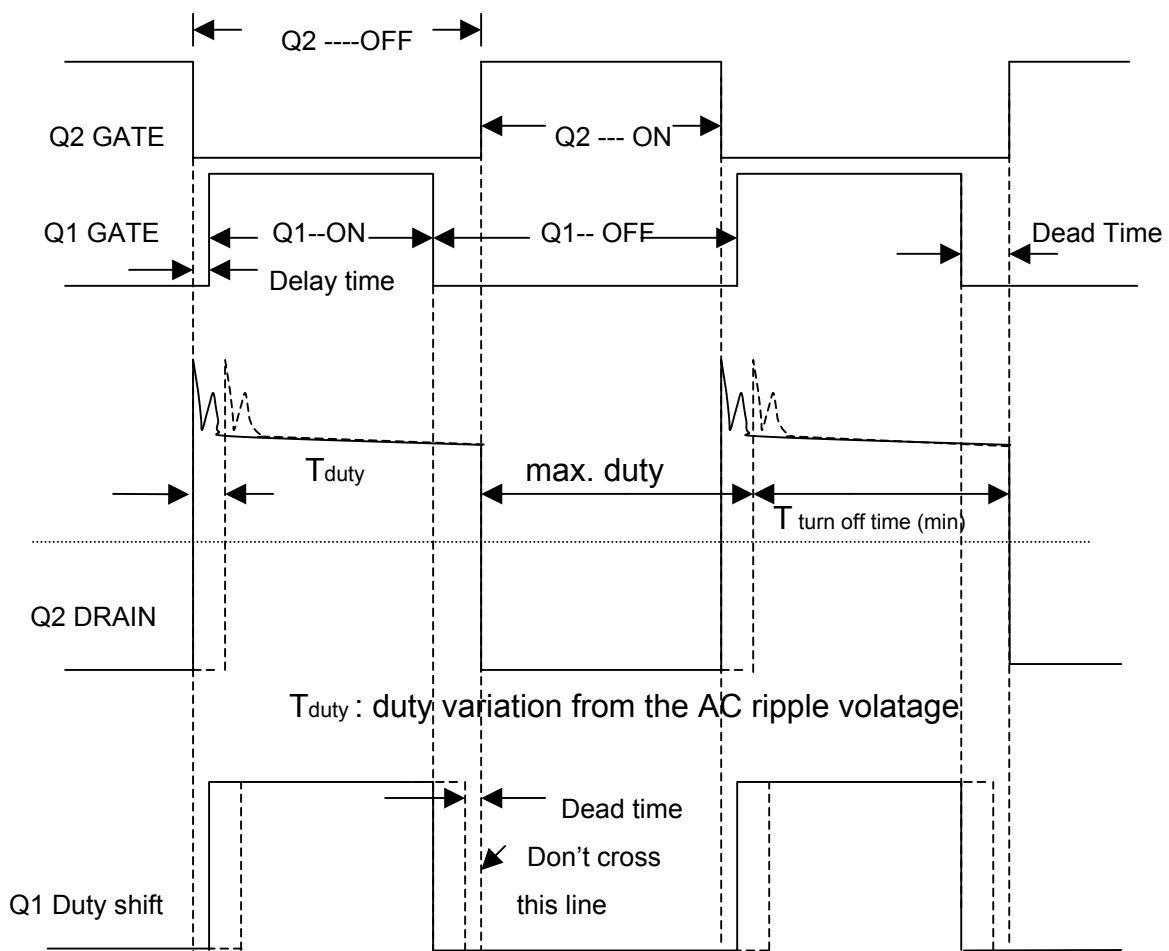 Q2 ----OFF
Q2 GATE
Q2 --- ON
Q1 GATE
Q1--ON
Q1-- OFF
Dead Time
Delay time
Tduty
max. duty
T turn off time (min)
Q2 DRAIN
Tduty : duty variation from the AC ripple volatage
Dead time
Don't cross
this line
Q1 Duty shift